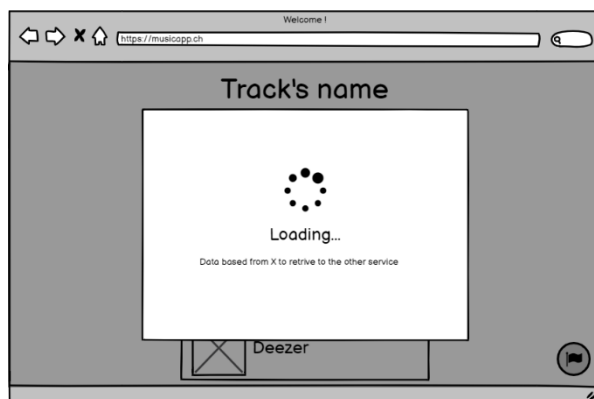 Welcome !
https://musicapp.ch
Track's name
Loading...
Data based from X to retrive to the other service
Deezer